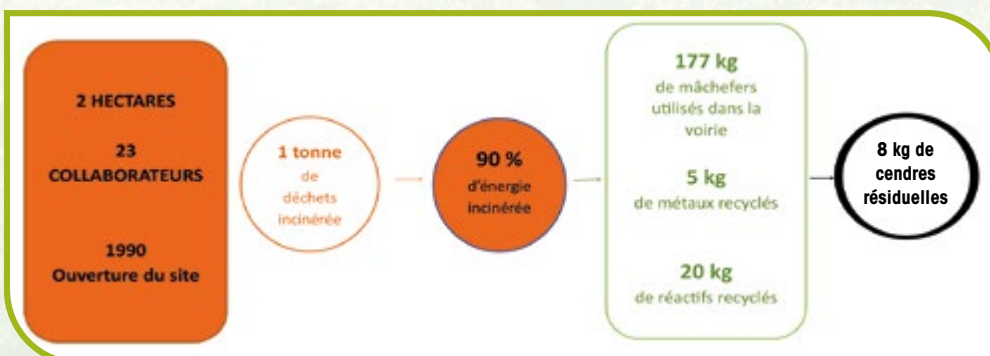 2 HECTARES
23
COLLABORATEURS
1990
Ouverture du site
1 tonne
de
déchets
incinérée
90 %
d'énergie
incinérée
177 kg
de mâchefers
utilisés dans la
voirie
5 kg
de métaux recyclés
20 kg
de réactifs recyclés
8 kg de
cendres
résiduelles